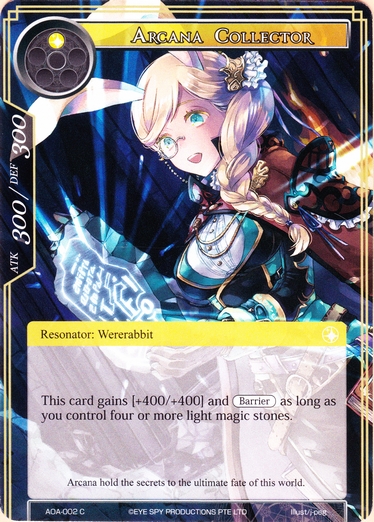 Arcana Collector
ATK 300 / DEF 300
Resonator: Wererabbit
This card gains [+400/+400] and Barrier as long as
you control four or more light magic stones.
Arcana hold the secrets to the ultimate fate of this world.
AOA-002 C ©EYE SPY PRODUCTIONS PTE LTD Illust/j-peg